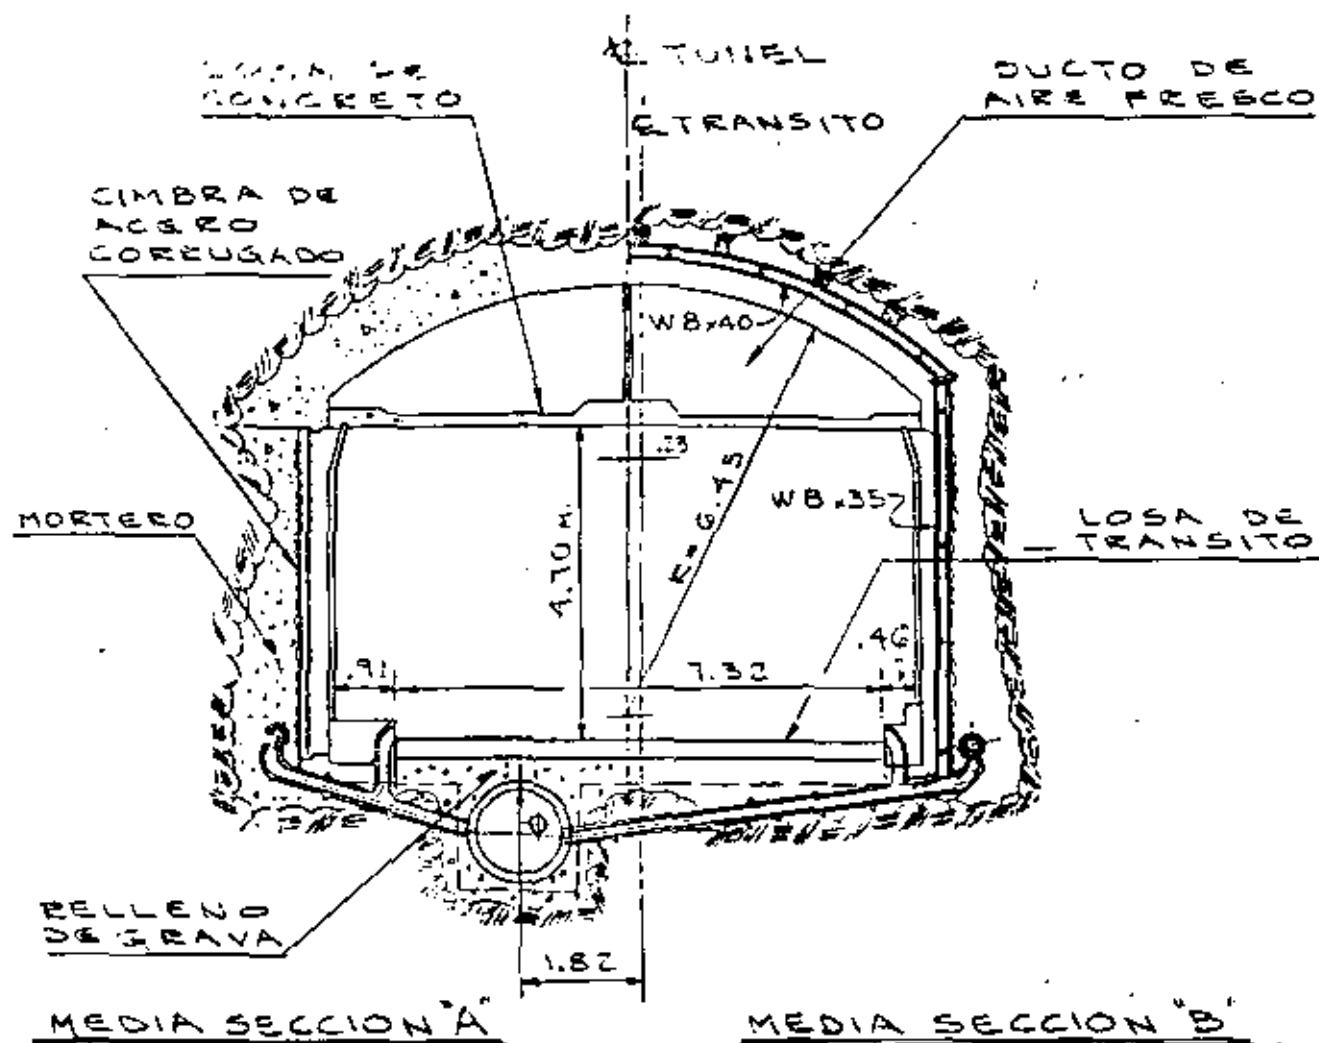 ℄ TUNEL
℄ TRANSITO
DE
CONCRETO
DUCTO DE
AIRE FRESCO
CIMBRA DE
ACERO
CORRUGADO
W8x40
.23
W8x35
MORTERO
LOSA DE
TRANSITO
4.70 M.
R=6.45
.91
7.32
.46
RELLENO
DE GRAVA
1.82
MEDIA SECCION "A"
MEDIA SECCION "B"